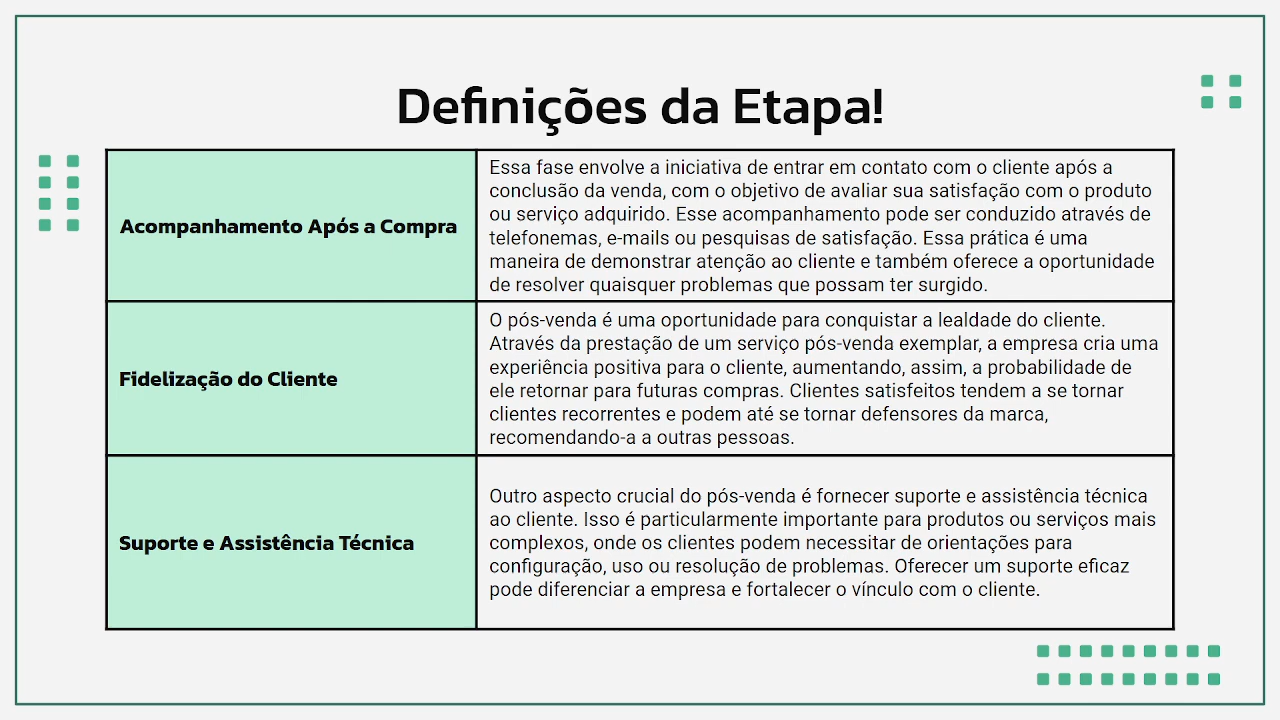 Definições da Etapa!
Acompanhamento Após a Compra
Essa fase envolve a iniciativa de entrar em contato com o cliente após a
conclusão da venda, com o objetivo de avaliar sua satisfação com o produto
ou serviço adquirido. Esse acompanhamento pode ser conduzido através de
telefonemas, e-mails ou pesquisas de satisfação. Essa prática é uma
maneira de demonstrar atenção ao cliente e também oferece a oportunidade
de resolver quaisquer problemas que possam ter surgido.
Fidelização do Cliente
O pós-venda é uma oportunidade para conquistar a lealdade do cliente.
Através da prestação de um serviço pós-venda exemplar, a empresa cria uma
experiência positiva para o cliente, aumentando, assim, a probabilidade de
ele retornar para futuras compras. Clientes satisfeitos tendem a se tornar
clientes recorrentes e podem até se tornar defensores da marca,
recomendando-a a outras pessoas.
Suporte e Assistência Técnica
Outro aspecto crucial do pós-venda é fornecer suporte e assistência técnica
ao cliente. Isso é particularmente importante para produtos ou serviços mais
complexos, onde os clientes podem necessitar de orientações para
configuração, uso ou resolução de problemas. Oferecer um suporte eficaz
pode diferenciar a empresa e fortalecer o vínculo com o cliente.